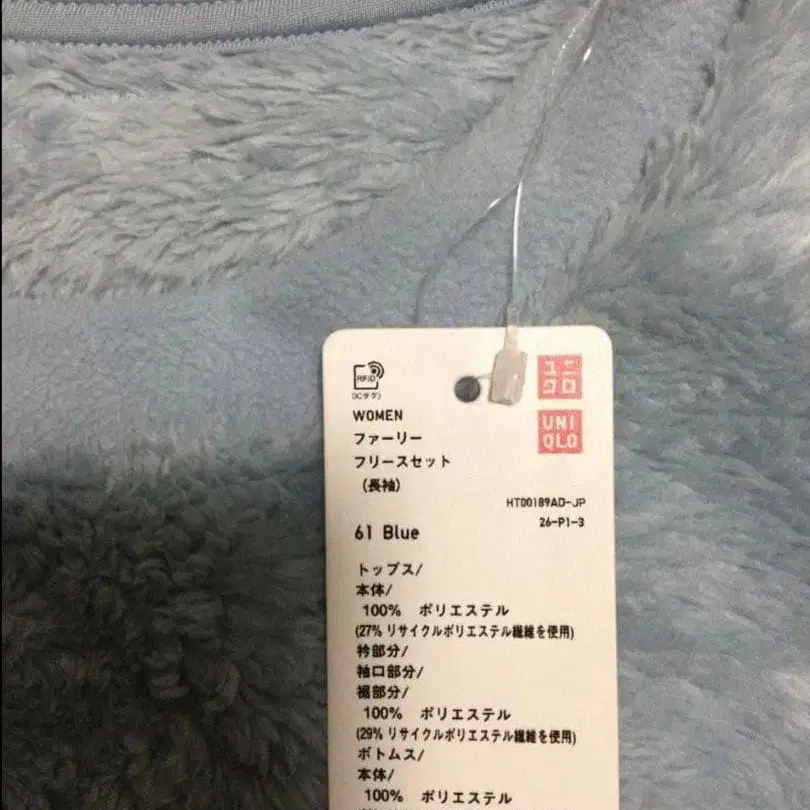 RFID
(ICタグ)
ユニ
クロ
UNI
QLO
WOMEN
ファーリー
フリースセット
(長袖)
HT00189AD-JP
26-P1-3
61 Blue
トップス/
本体/
100% ポリエステル
(27% リサイクルポリエステル繊維を使用)
衿部分/
袖口部分/
裾部分/
100% ポリエステル
(29% リサイクルポリエステル繊維を使用)
ボトムス/
本体/
100% ポリエステル